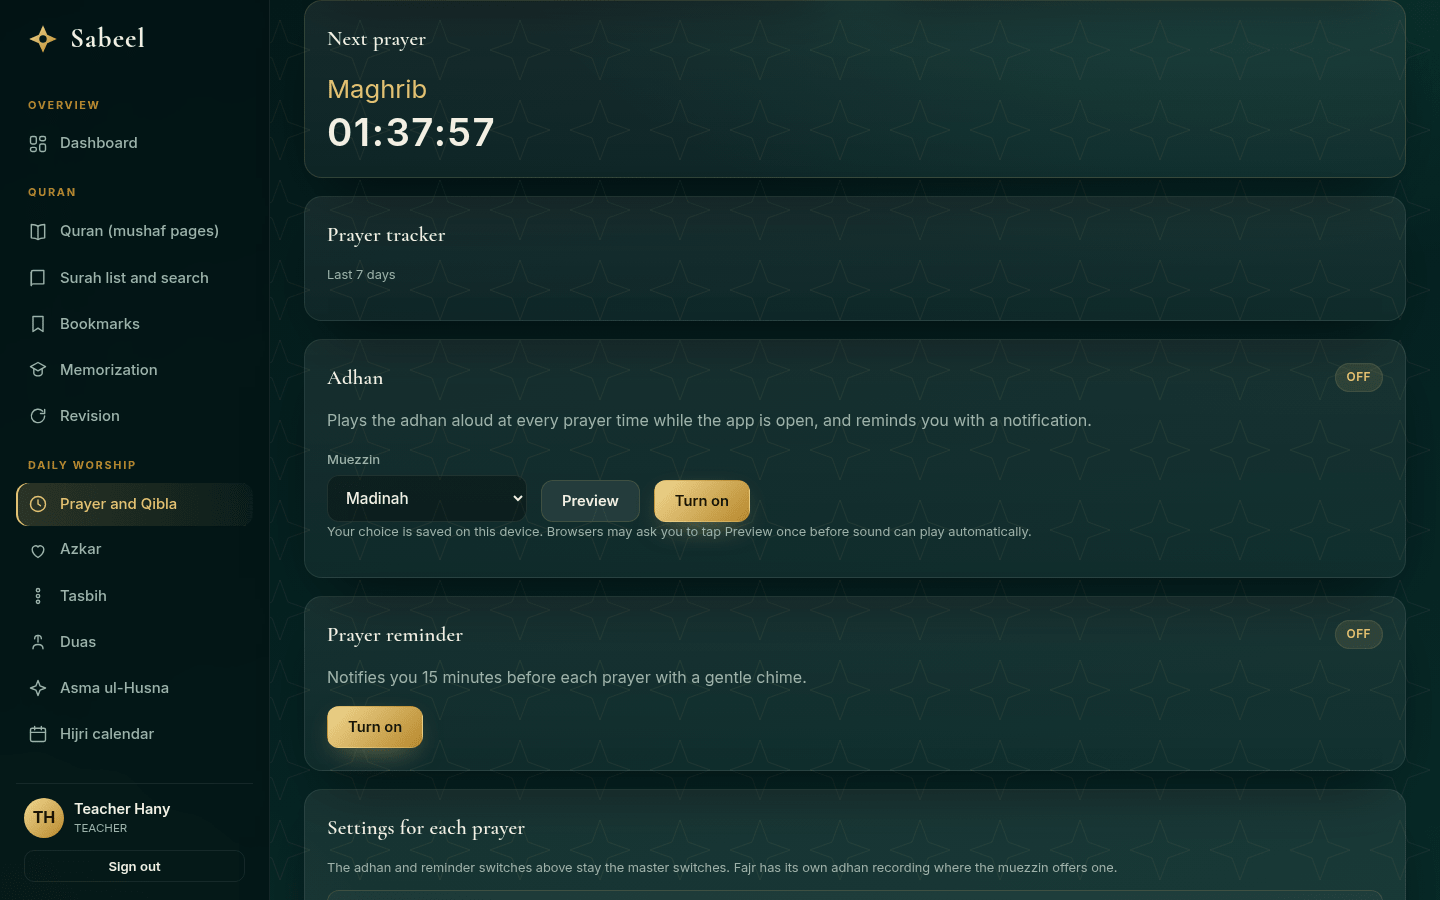 Sabeel
OVERVIEW
Dashboard
QURAN
Quran (mushaf pages)
Surah list and search
Bookmarks
Memorization
Revision
DAILY WORSHIP
Prayer and Qibla
Azkar
Tasbih
Duas
Asma ul-Husna
Hijri calendar
TH
Teacher Hany
TEACHER
Sign out
Next prayer
Maghrib
01:37:57
Prayer tracker
Last 7 days
Adhan
OFF
Plays the adhan aloud at every prayer time while the app is open, and reminds you with a notification.
Muezzin
Madinah
Preview
Turn on
Your choice is saved on this device. Browsers may ask you to tap Preview once before sound can play automatically.
Prayer reminder
OFF
Notifies you 15 minutes before each prayer with a gentle chime.
Turn on
Settings for each prayer
The adhan and reminder switches above stay the master switches. Fajr has its own adhan recording where the muezzin offers one.